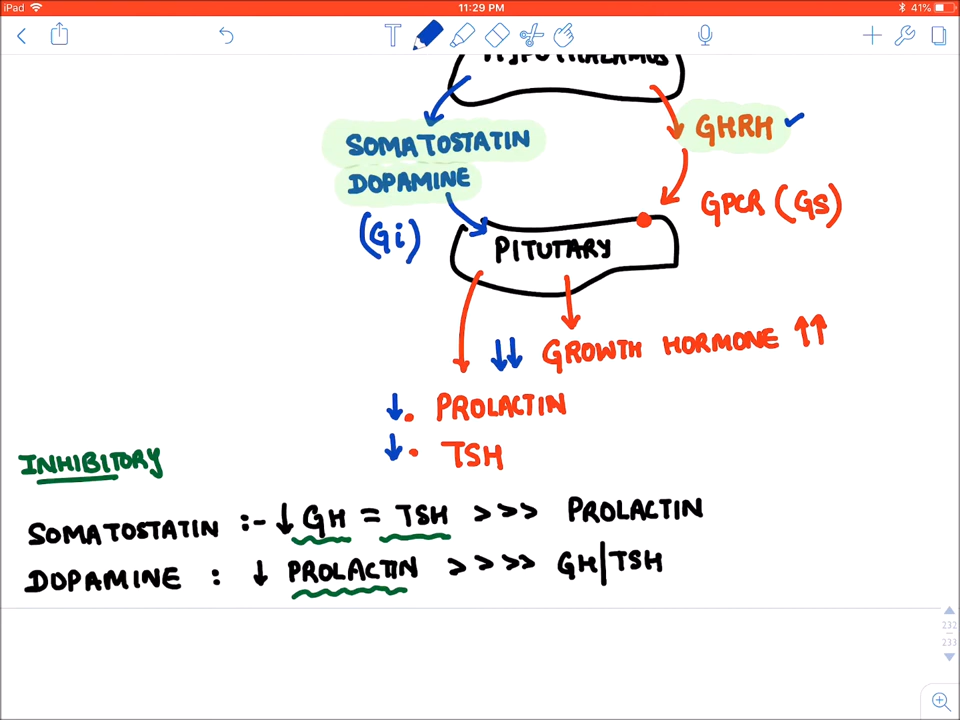 iPad 11:29 PM 41%
T
HYPOTHALAMUS
SOMATOSTATIN
GHRH
DOPAMINE
GPCR (GS)
(Gi)
PITUTARY
↓↓ GROWTH HORMONE ↑↑
↓ • PROLACTIN
↓ • TSH
INHIBITORY
SOMATOSTATIN :- ↓ GH = TSH >>> PROLACTIN
DOPAMINE : ↓ PROLACTIN >>>> GH|TSH
232
233